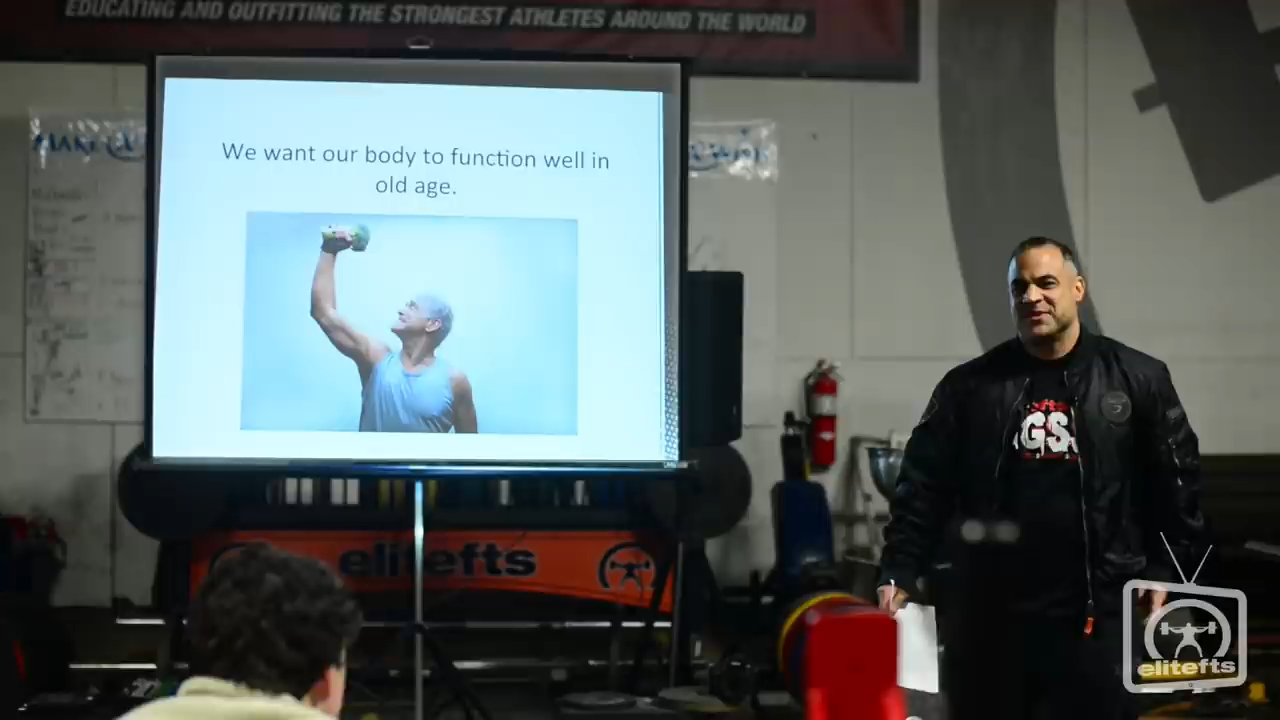 EDUCATING AND OUTFITTING THE STRONGEST ATHLETES AROUND THE WORLD
We want our body to function well in
old age.
GS
elitefts
elitefts